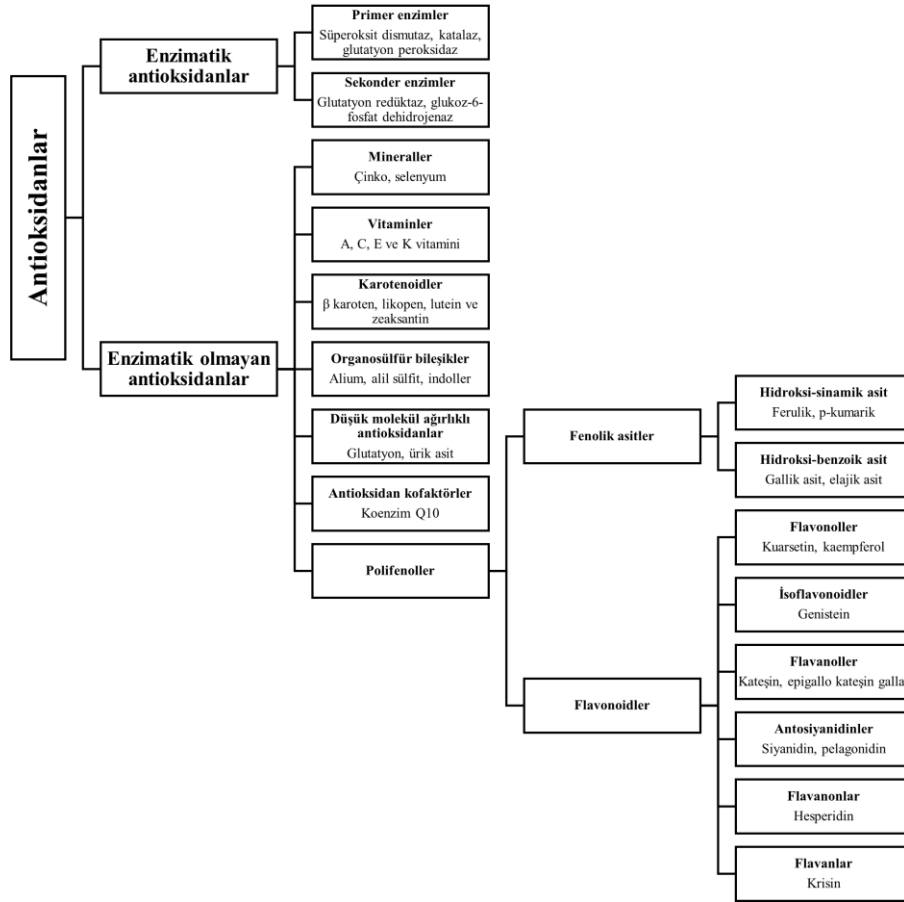 Antioksidanlar
Enzimatik
antioksidanlar
Primer enzimler
Süperoksit dismutaz, katalaz,
glutatyon peroksidaz
Sekonder enzimler
Glutatyon redüktaz, glukoz-6-
fosfat dehidrojenaz
Enzimatik olmayan
antioksidanlar
Mineraller
Çinko, selenyum
Vitaminler
A, C, E ve K vitamini
Karotenoidler
β karoten, likopen, lutein ve
zeaksantin
Organosülfür bileşikler
Alium, alil sülfit, indoller
Düşük molekül ağırlıklı
antioksidanlar
Glutatyon, ürik asit
Antioksidan kofaktörler
Koenzim Q10
Polifenoller
Fenolik asitler
Hidroksi-sinamik asit
Ferulik, p-kumarik
Hidroksi-benzoik asit
Gallik asit, elajik asit
Flavonoidler
Flavonoller
Kuarsetin, kaempferol
İsoflavonoidler
Genistein
Flavanoller
Kateşin, epigallo kateşin galla
Antosiyanidinler
Siyanidin, pelagonidin
Flavanonlar
Hesperidin
Flavanlar
Krisin